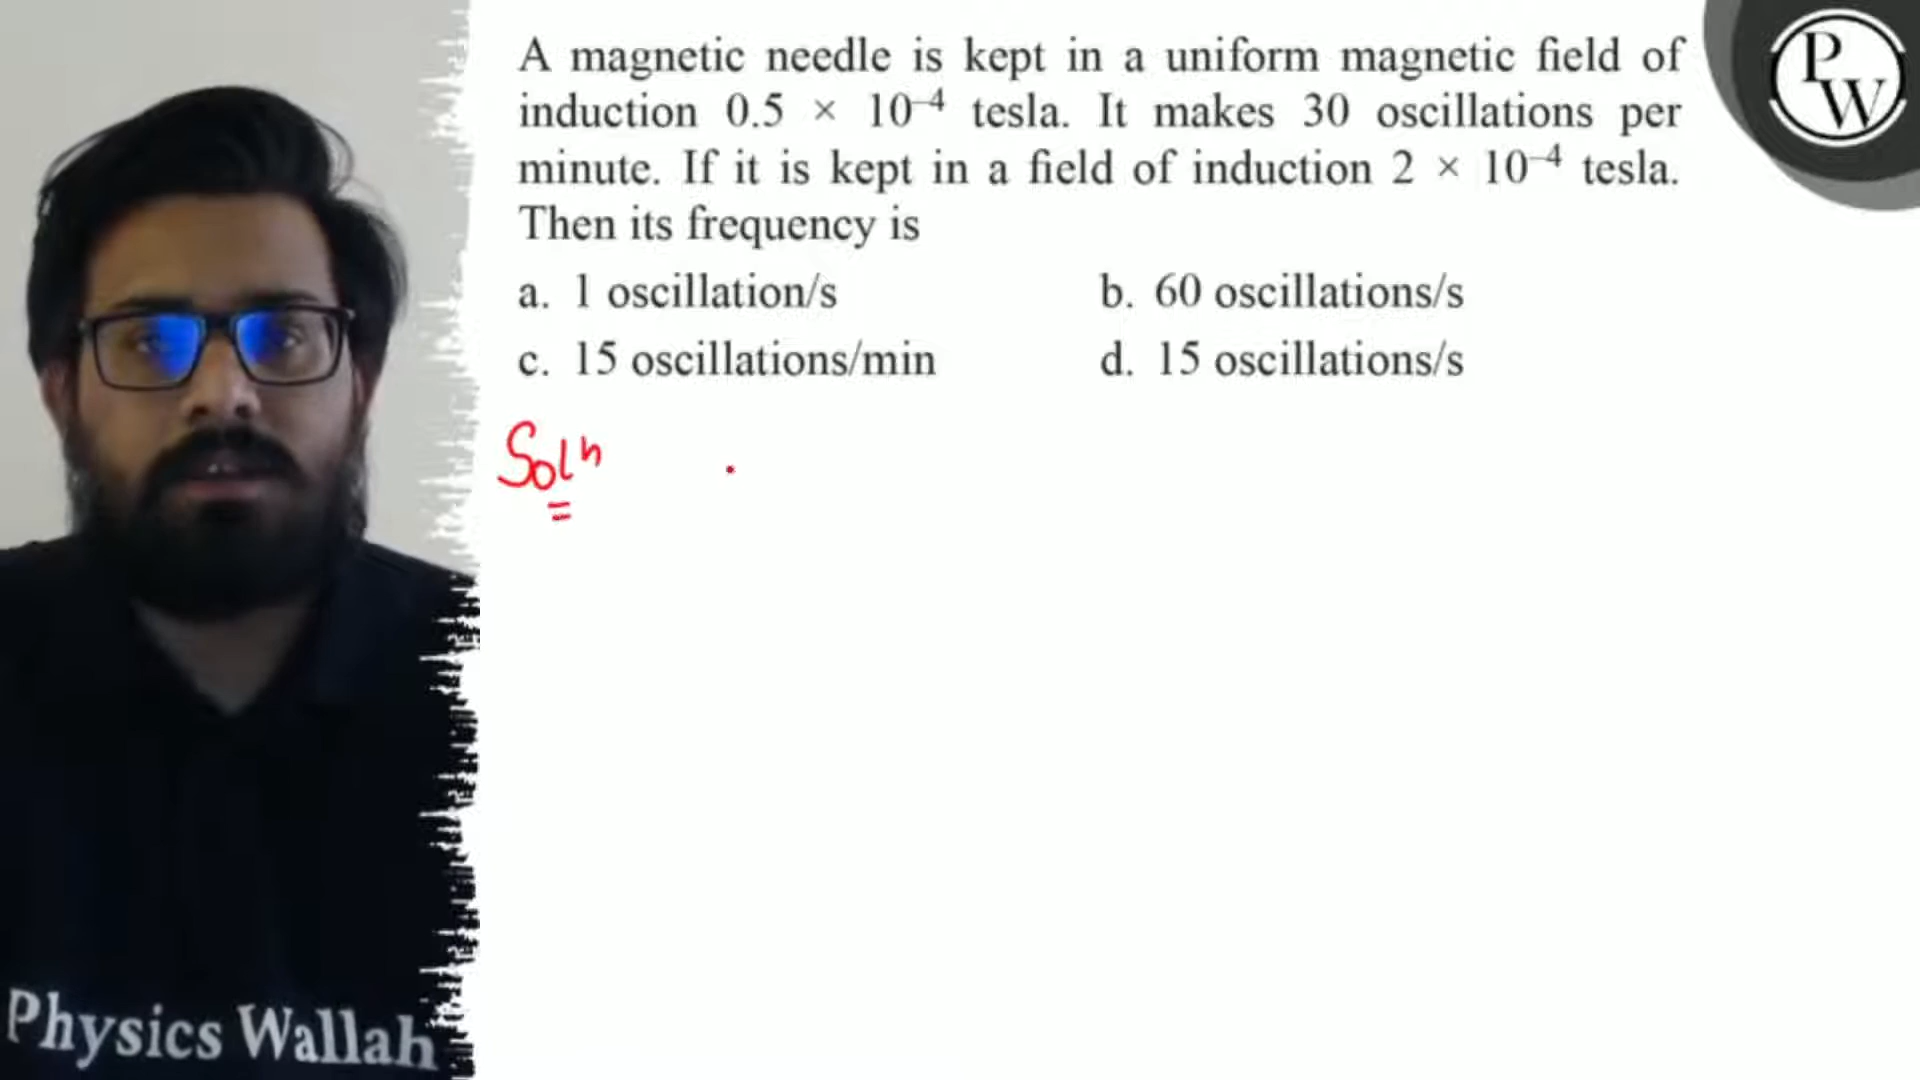 A magnetic needle is kept in a uniform magnetic field of
induction 0.5 × 10⁻⁴ tesla. It makes 30 oscillations per
minute. If it is kept in a field of induction 2 × 10⁻⁴ tesla.
Then its frequency is
a. 1 oscillation/s b. 60 oscillations/s
c. 15 oscillations/min d. 15 oscillations/s
Solⁿ
PW
Physics Wallah